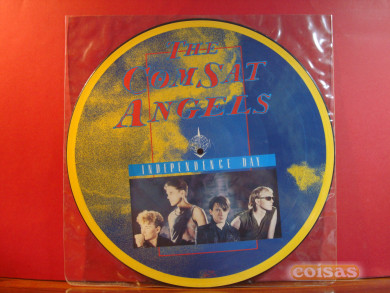 THE
COMSAT
ANGELS
INDEPENDENCE DAY
coisas